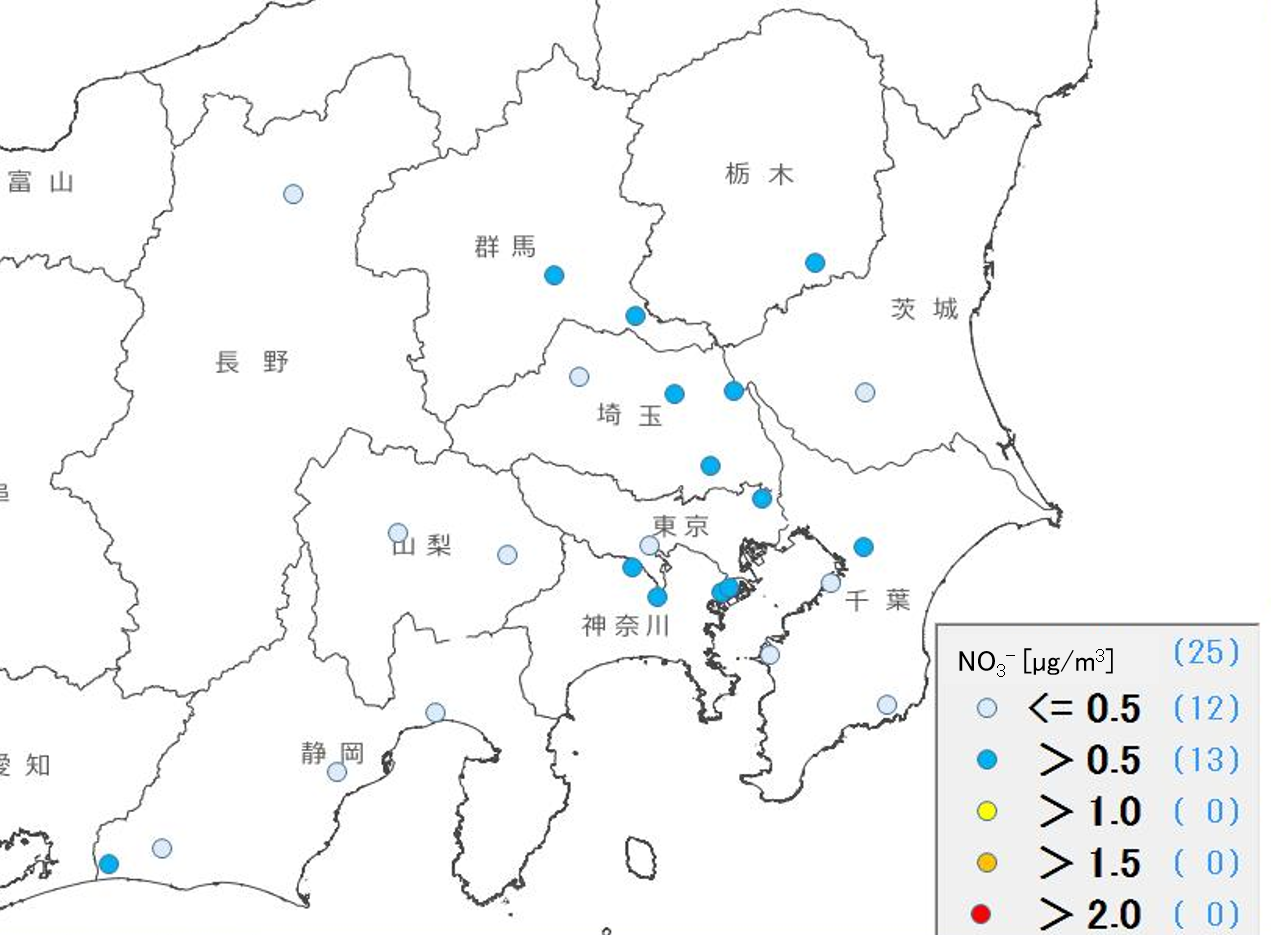 富山
栃木
群馬
茨城
長野
埼玉
東京
山梨
千葉
神奈川
静岡
愛知
NO₃⁻ [μg/m³] (25)
<= 0.5 (12)
> 0.5 (13)
> 1.0 ( 0)
> 1.5 ( 0)
> 2.0 ( 0)